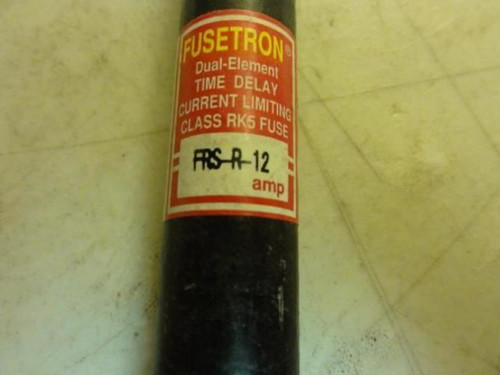 FUSETRON®
Dual-Element
TIME DELAY
CURRENT LIMITING
CLASS RK5 FUSE
FRS-R-12
amp